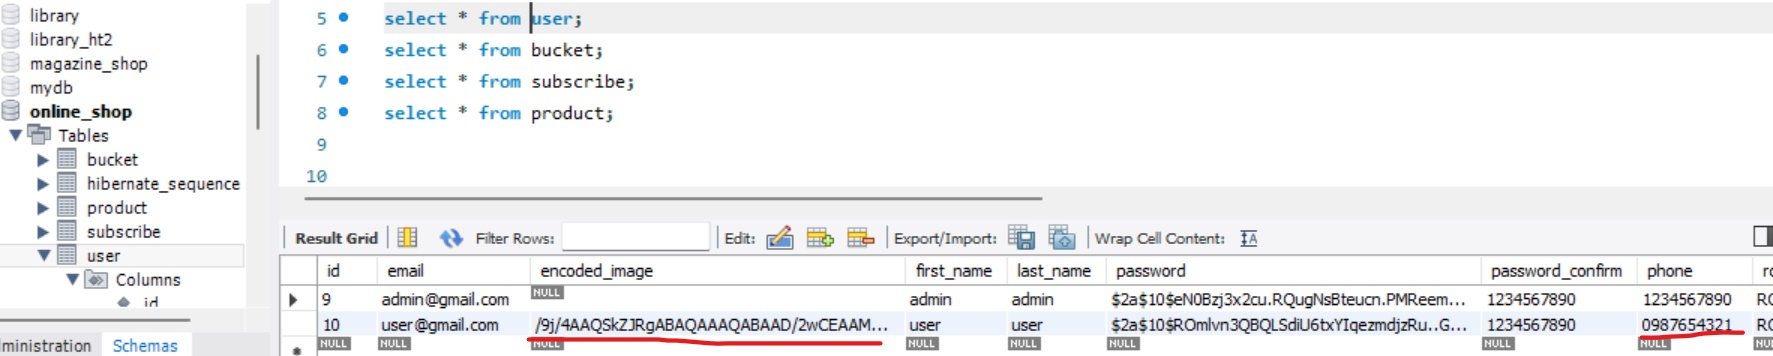 library
library_ht2
magazine_shop
mydb
online_shop
Tables
bucket
hibernate_sequence
product
subscribe
user
Columns
id
ministration Schemas
5 select * from user;
6 select * from bucket;
7 select * from subscribe;
8 select * from product;
9
10
Result Grid Filter Rows: Edit: Export/Import: Wrap Cell Content: IA
id email encoded_image first_name last_name password password_confirm phone ro
9 admin@gmail.com NULL admin admin $2a$10$eN0Bzj3x2cu.RQugNsBteucn.PMReem... 1234567890 1234567890 RO
10 user@gmail.com /9j/4AAQSkZJRgABAQAAAQABAAD/2wCEAAM... user user $2a$10$ROmlvn3QBQLSdiU6txYIqezmdjzRu..G... 1234567890 0987654321 RO
NULL NULL NULL NULL NULL NULL NULL NULL NU